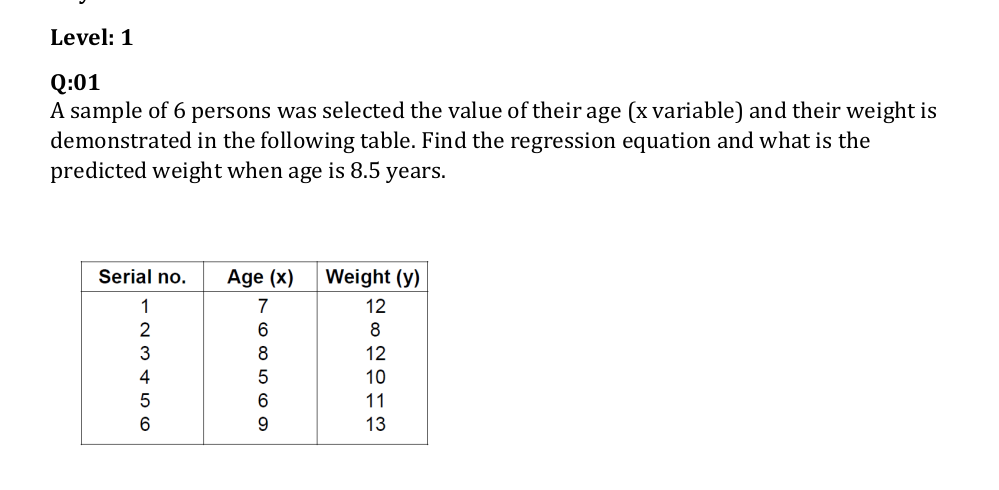 Level: 1
Q:01
A sample of 6 persons was selected the value of their age (x variable) and their weight is
demonstrated in the following table. Find the regression equation and what is the
predicted weight when age is 8.5 years.
Serial no. Age (x) Weight (y)
1 7 12
2 6 8
3 8 12
4 5 10
5 6 11
6 9 13